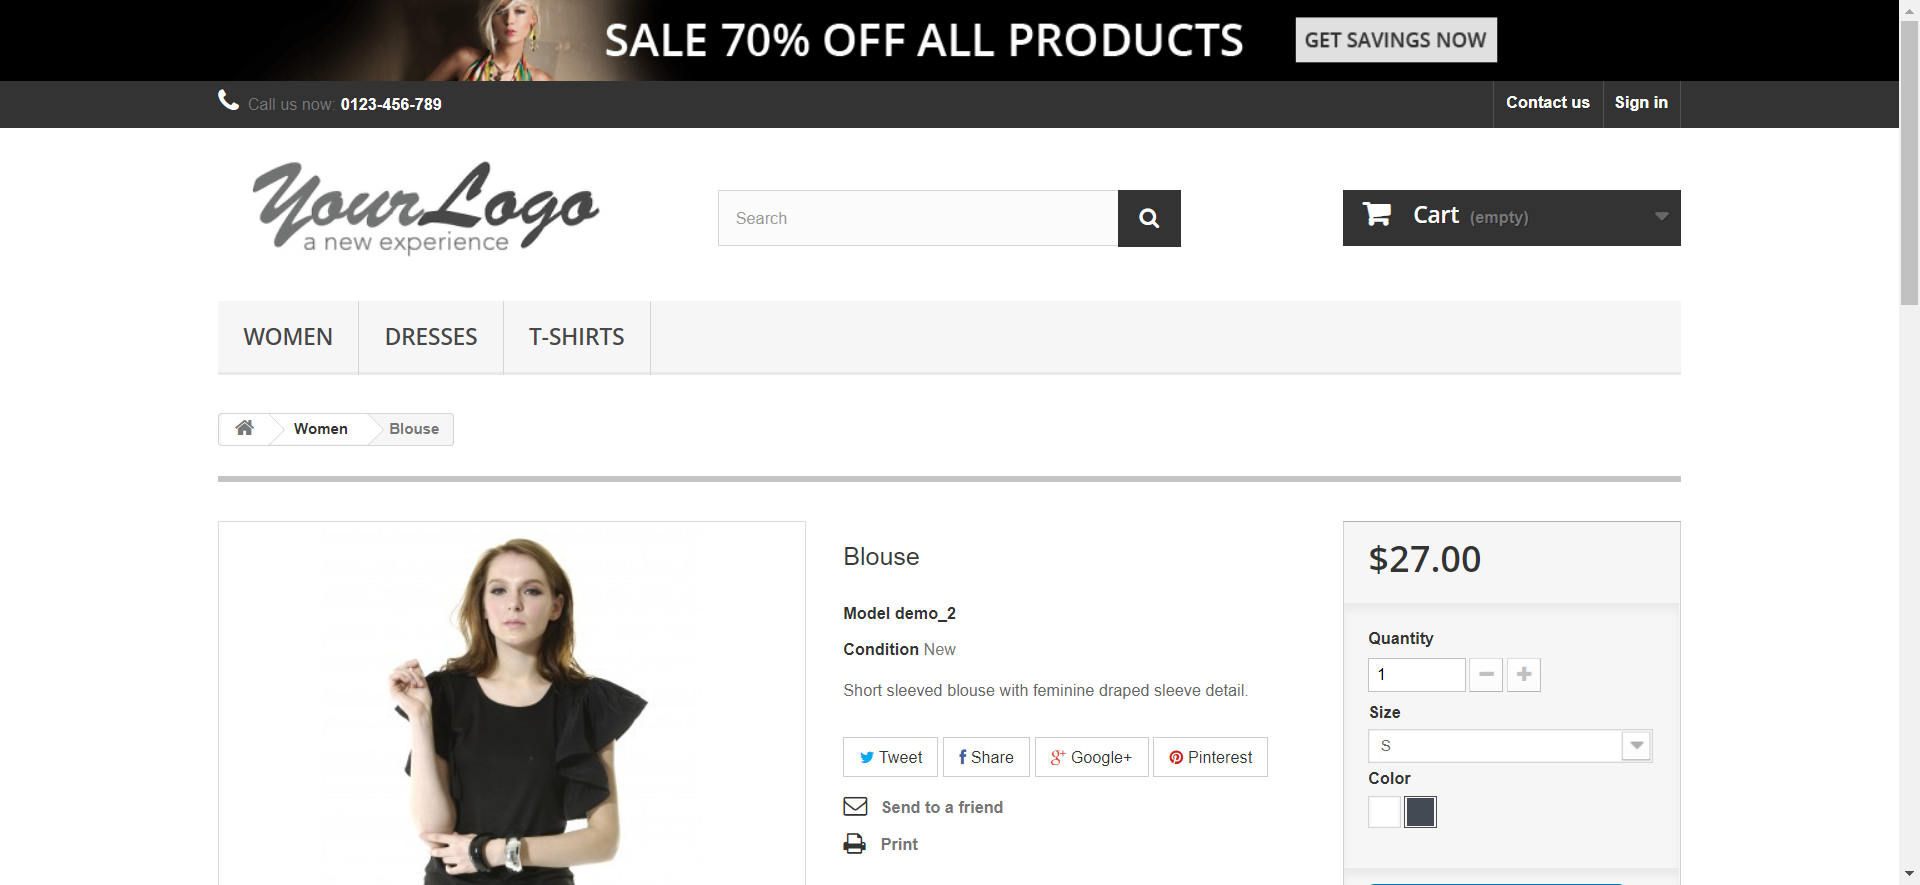 SALE 70% OFF ALL PRODUCTS GET SAVINGS NOW
Call us now: 0123-456-789 Contact us Sign in
YourLogo
a new experience
Search Cart (empty)
WOMEN DRESSES T-SHIRTS
Women Blouse
Blouse
Model demo_2
Condition New
Short sleeved blouse with feminine draped sleeve detail.
Tweet Share Google+ Pinterest
Send to a friend
Print
$27.00
Quantity
1
Size
S
Color